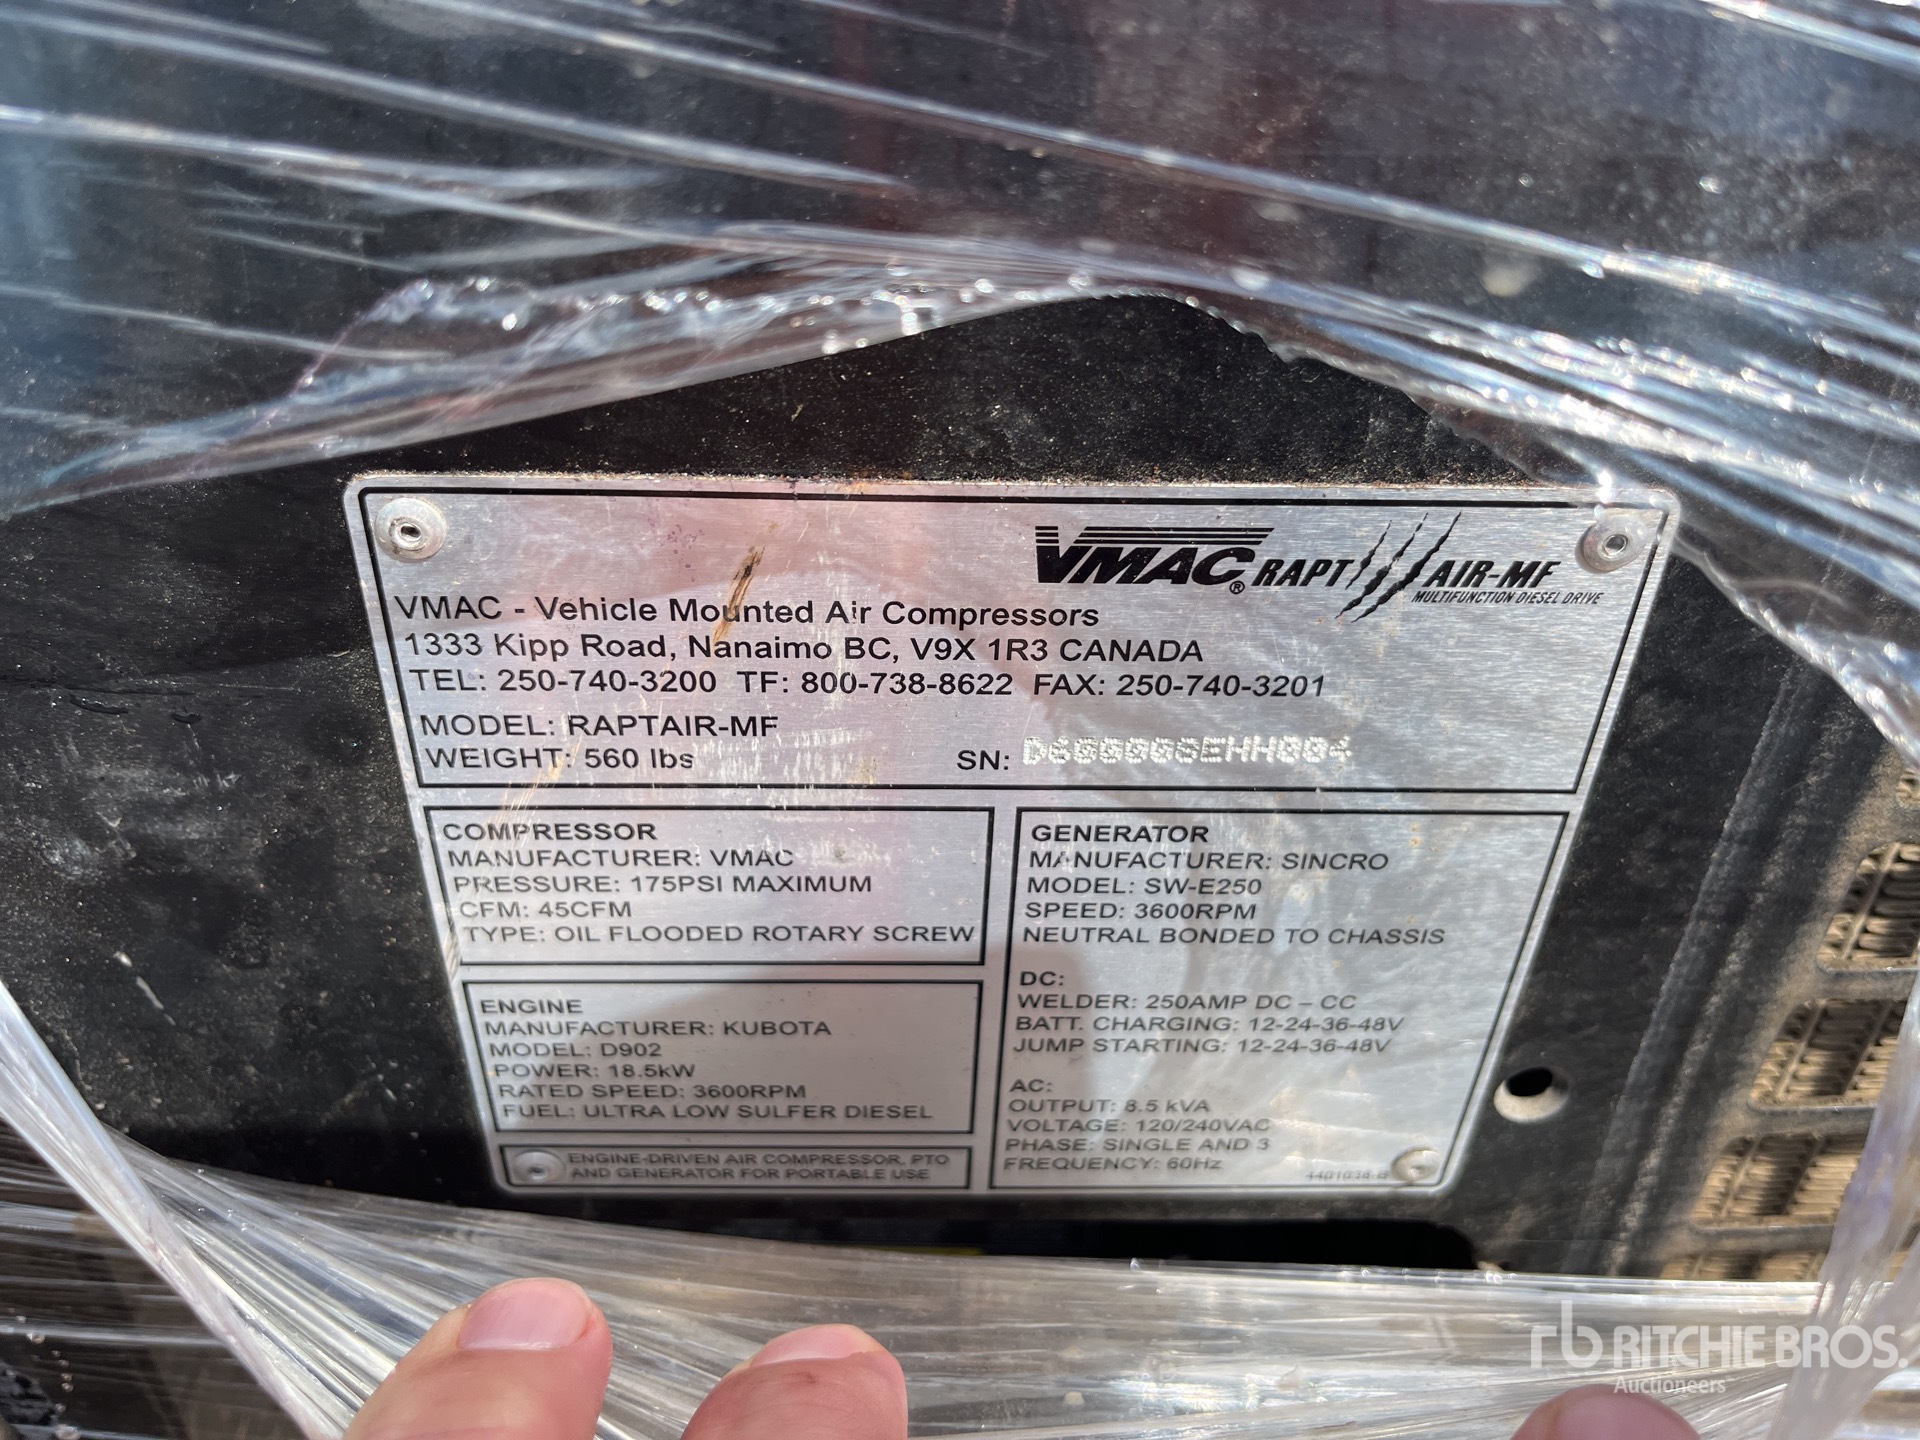 VMAC® RAPTAIR-MF
MULTIFUNCTION DIESEL DRIVE
VMAC - Vehicle Mounted Air Compressors
1333 Kipp Road, Nanaimo BC, V9X 1R3 CANADA
TEL: 250-740-3200 TF: 800-738-8622 FAX: 250-740-3201
MODEL: RAPTAIR-MF
WEIGHT: 560 lbs
SN:
COMPRESSOR
MANUFACTURER: VMAC
PRESSURE: 175PSI MAXIMUM
CFM: 45CFM
TYPE: OIL FLOODED ROTARY SCREW
ENGINE
MANUFACTURER: KUBOTA
MODEL: D902
POWER: 18.5kW
RATED SPEED: 3600RPM
FUEL: ULTRA LOW SULFER DIESEL
ENGINE-DRIVEN AIR COMPRESSOR, PTO
AND GENERATOR FOR PORTABLE USE
GENERATOR
MANUFACTURER: SINCRO
MODEL: SW-E250
SPEED: 3600RPM
NEUTRAL BONDED TO CHASSIS
DC:
WELDER: 250AMP DC – CC
BATT. CHARGING: 12-24-36-48V
JUMP STARTING: 12-24-36-48V
AC:
OUTPUT: 8.5 kVA
VOLTAGE: 120/240VAC
PHASE: SINGLE AND 3
FREQUENCY: 60Hz
rb RITCHIE BROS.
Auctioneers